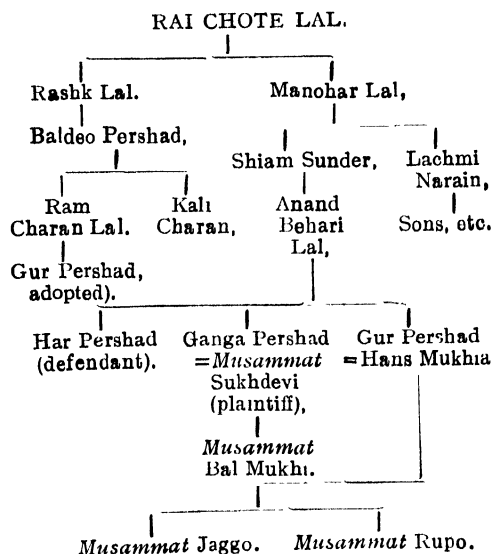 RAI CHOTE LAL.
Rashk Lal.
Manohar Lal,
Baldeo Pershad,
Shiam Sunder,
Lachmi
Narain,
Ram
Charan Lal.
Kali
Charan,
Anand
Behari
Lal,
Sons, etc.
Gur Pershad,
adopted).
Har Pershad
(defendant).
Ganga Pershad
=Musammat
Sukhdevi
(plaintiff),
Gur Pershad
=Hans Mukhia
Musammat
Bal Mukhi.
Musammat Jaggo.
Musammat Rupo.